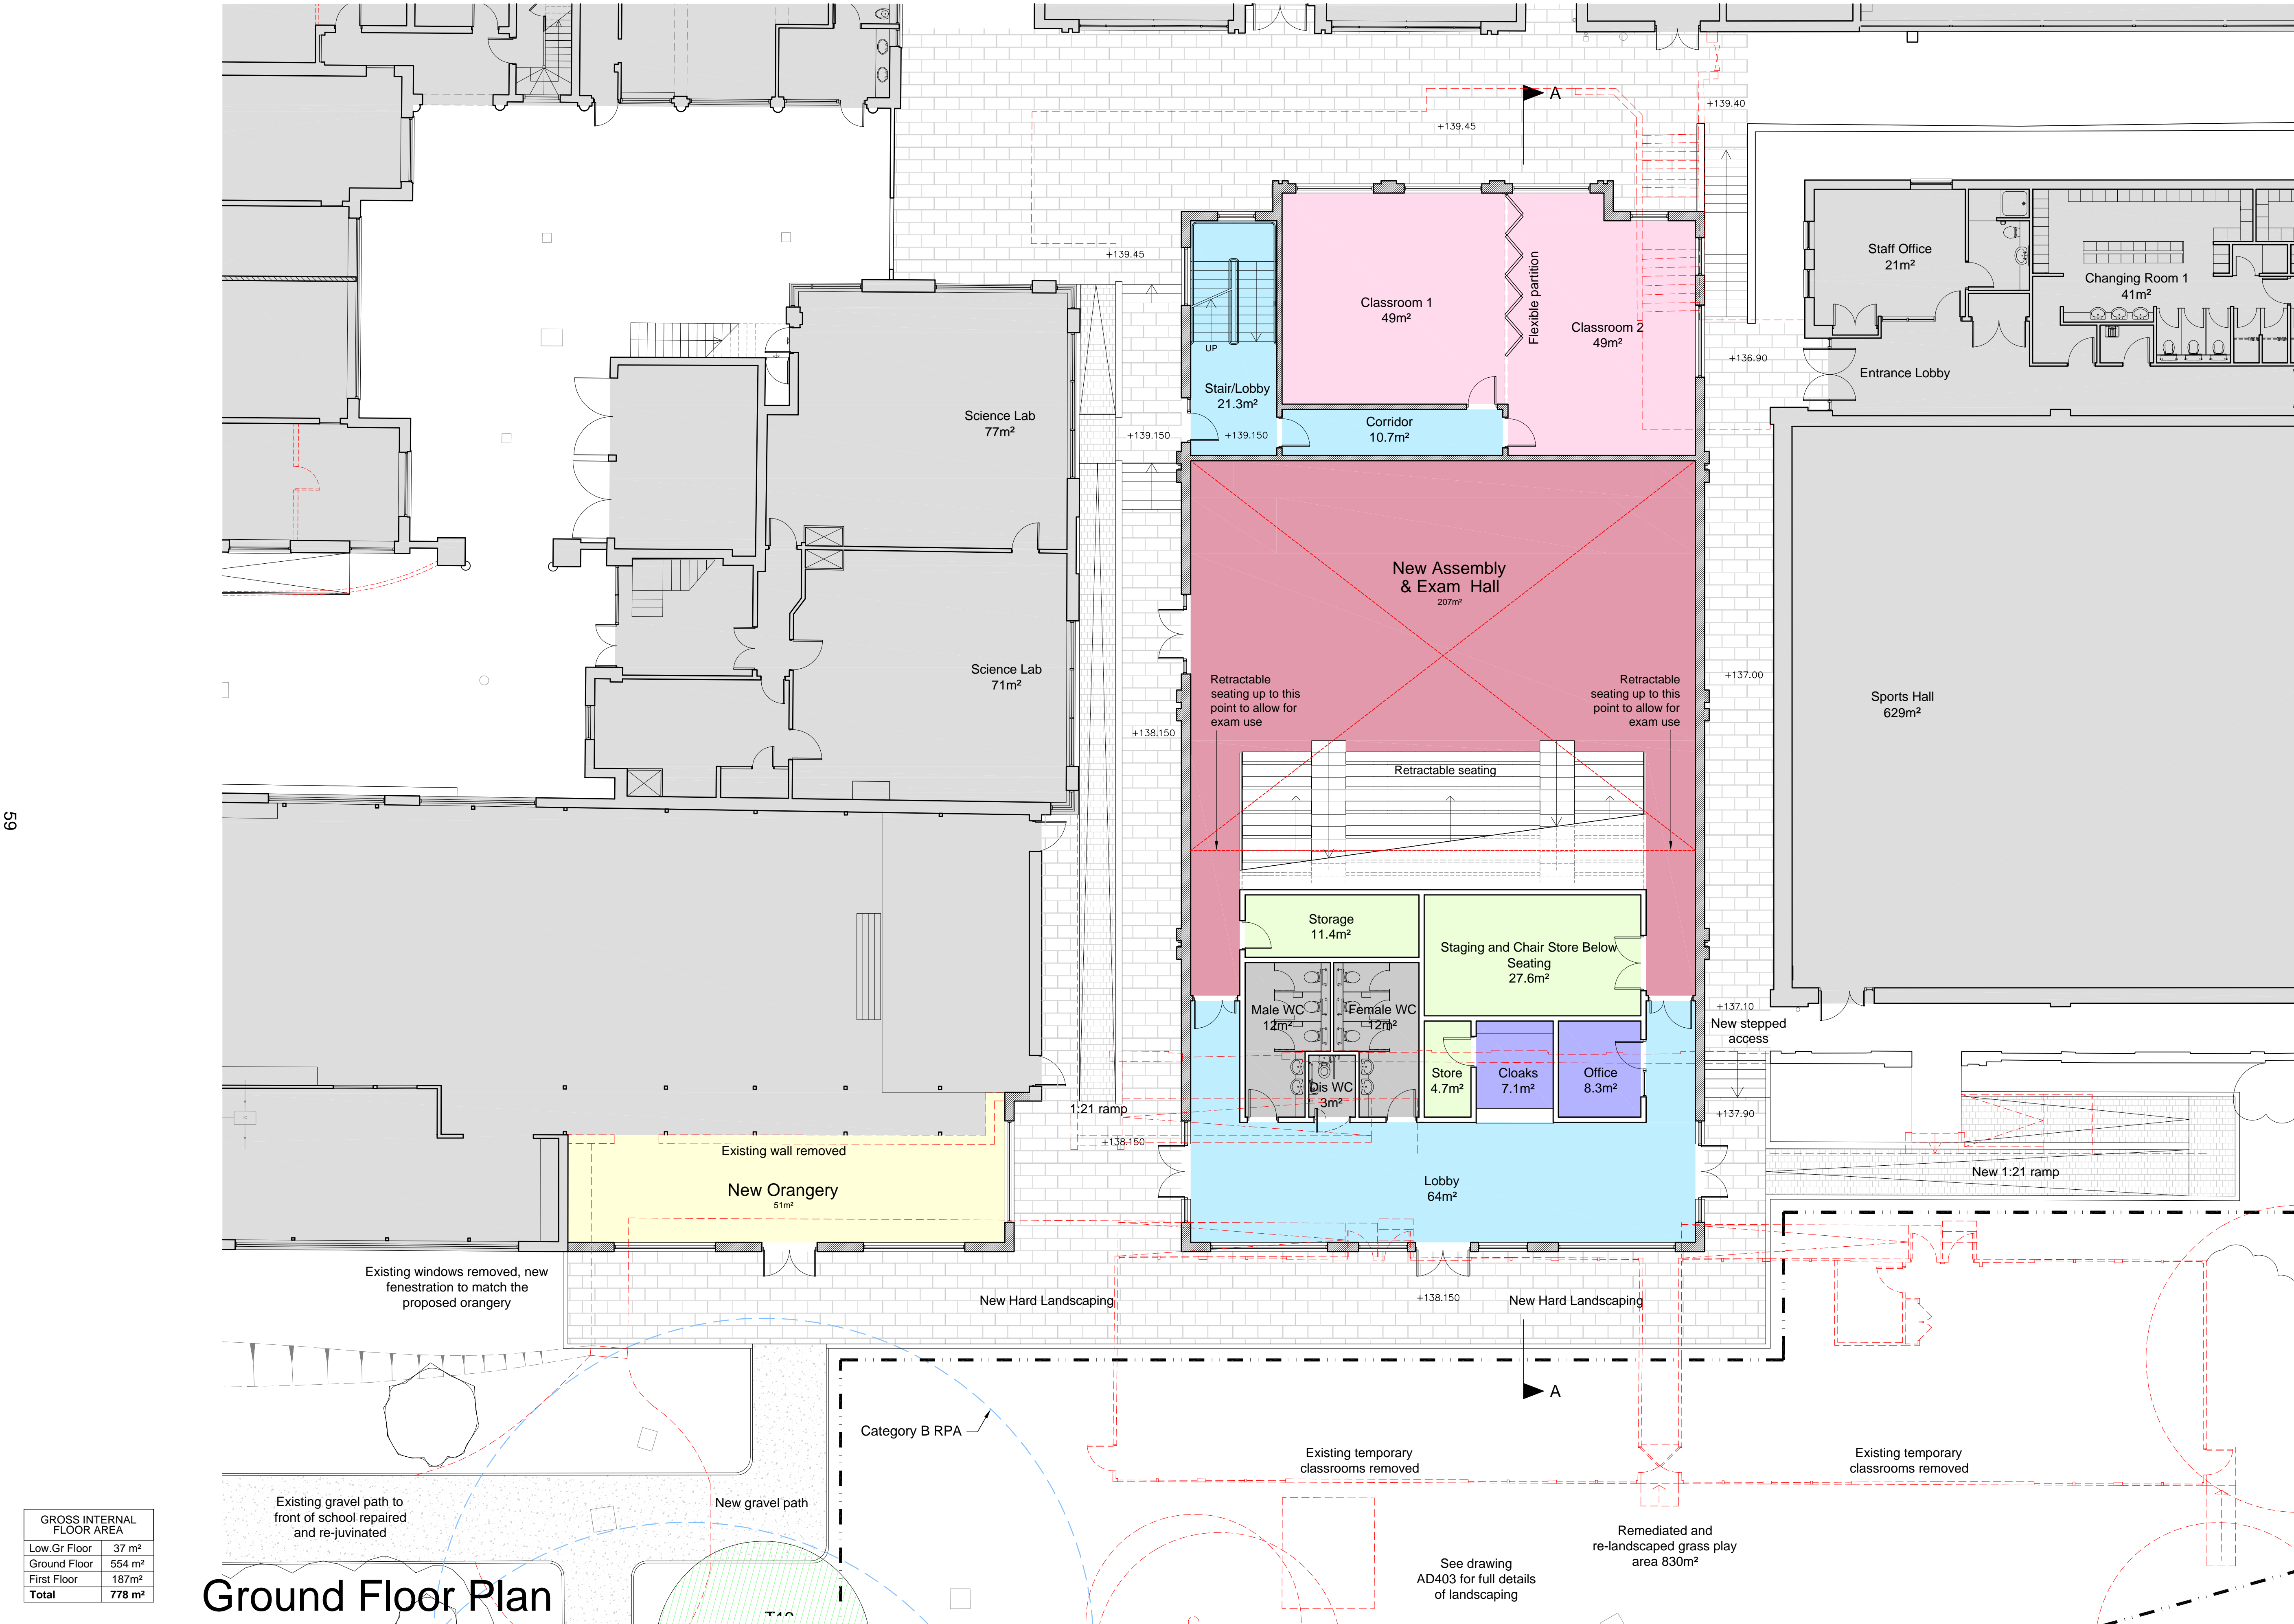 A
+139.40
+139.45
Staff Office
21m²
+139.45
Changing Room 1
41m²
Flexible partition
Classroom 1
49m²
Classroom 2
49m²
UP
+136.90
Entrance Lobby
Stair/Lobby
21.3m²
Science Lab
77m²
Corridor
10.7m²
+139.150
+139.150
New Assembly
& Exam Hall
207m²
Science Lab
71m²
Retractable
seating up to this
point to allow for
exam use
Retractable
seating up to this
point to allow for
exam use
+137.00
Sports Hall
629m²
+138.150
Retractable seating
59
Storage
11.4m²
Staging and Chair Store Below
Seating
27.6m²
Male WC
12m²
Female WC
12m²
+137.10
New stepped
access
Store
4.7m²
Cloaks
7.1m²
Office
8.3m²
Dis WC
3m²
1:21 ramp
+137.90
+138.150
Existing wall removed
New Orangery
51m²
Lobby
64m²
New 1:21 ramp
Existing windows removed, new
fenestration to match the
proposed orangery
New Hard Landscaping
+138.150
New Hard Landscaping
A
Category B RPA
Existing temporary
classrooms removed
Existing temporary
classrooms removed
Existing gravel path to
front of school repaired
and re-juvinated
New gravel path
Remediated and
re-landscaped grass play
area 830m²
See drawing
AD403 for full details
of landscaping
GROSS INTERNAL
FLOOR AREA
Low.Gr Floor 37 m²
Ground Floor 554 m²
First Floor 187m²
Total 778 m²
Ground Floor Plan